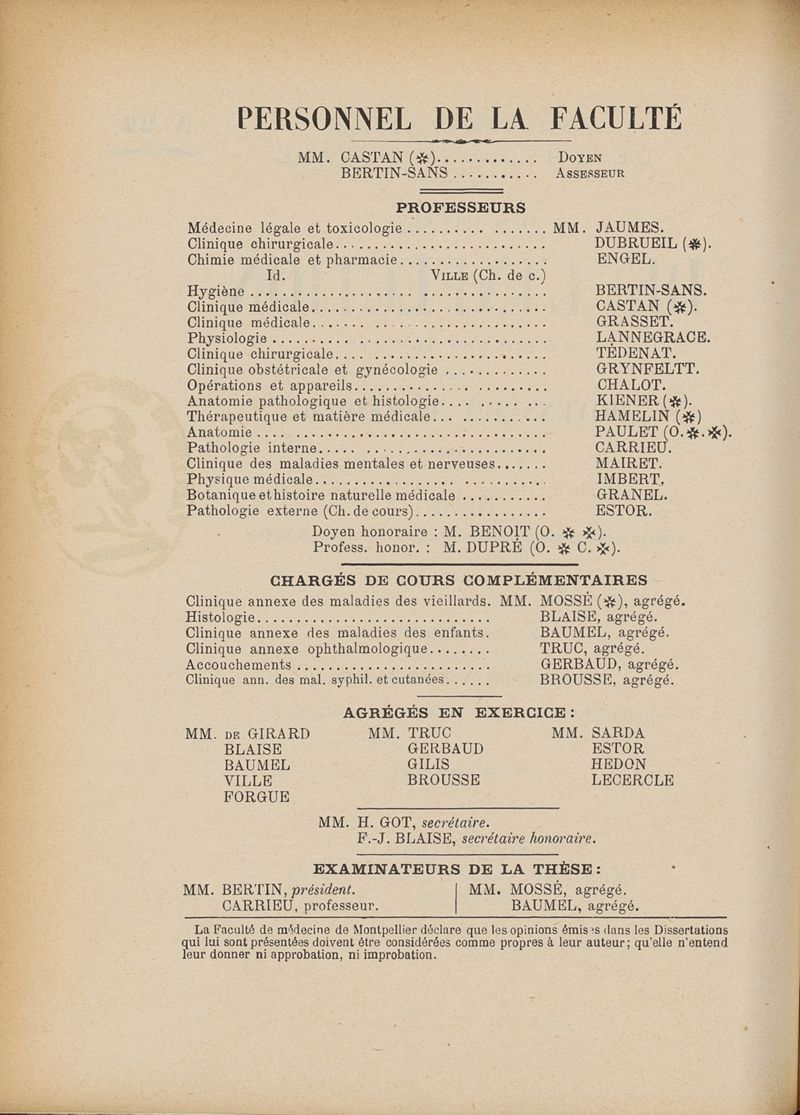 PERSONNEL DE LA FACULTÉ
MM. CASTAN (✻)............. DOYEN
BERTIN-SANS........... ASSESSEUR
PROFESSEURS
Médecine légale et toxicologie.......... ....... MM. JAUMES.
Clinique chirurgicale........................... DUBRUEIL (✻).
Chimie médicale et pharmacie................... ENGEL.
Id. VILLE (Ch. de c.)
Hygiène..................... ................ BERTIN-SANS.
Clinique médicale.............................. CASTAN (✻).
Clinique médicale....... ...................... GRASSET.
Physiologie.......... ........................ LANNEGRACE.
Clinique chirurgicale.... ...................... TÉDENAT.
Clinique obstétricale et gynécologie ............. GRYNFELTT.
Opérations et appareils.............. ......... CHALOT.
Anatomie pathologique et histologie.... ..... ... KIENER (✻).
Thérapeutique et matière médicale... ........... HAMELIN (✻)
Anatomie.... ................................ PAULET (O.✻.✻).
Pathologie interne..... ....................... CARRIEU.
Clinique des maladies mentales et nerveuses....... MAIRET.
Physique médicale.................. .......... IMBERT.
Botanique et histoire naturelle médicale ........... GRANEL.
Pathologie externe (Ch. de cours)................. ESTOR.
Doyen honoraire : M. BENOIT (O. ✻ ✻).
Profess. honor. : M. DUPRÉ (O. ✻ C. ✻).
CHARGÉS DE COURS COMPLÉMENTAIRES
Clinique annexe des maladies des vieillards. MM. MOSSÉ (✻), agrégé.
Histologie.............................. BLAISE, agrégé.
Clinique annexe des maladies des enfants. BAUMEL, agrégé.
Clinique annexe ophthalmologique........ TRUC, agrégé.
Accouchements......................... GERBAUD, agrégé.
Clinique ann. des mal. syphil. et cutanées...... BROUSSE, agrégé.
AGRÉGÉS EN EXERCICE :
MM. DE GIRARD MM. TRUC MM. SARDA
BLAISE GERBAUD ESTOR
BAUMEL GILIS HEDON
VILLE BROUSSE LECERCLE
FORGUE
MM. H. GOT, secrétaire.
F.-J. BLAISE, secrétaire honoraire.
EXAMINATEURS DE LA THÈSE :
MM. BERTIN, président. MM. MOSSÉ, agrégé.
CARRIEU, professeur. BAUMEL, agrégé.
La Faculté de médecine de Montpellier déclare que les opinions émises dans les Dissertations
qui lui sont présentées doivent être considérées comme propres à leur auteur; qu'elle n'entend
leur donner ni approbation, ni improbation.